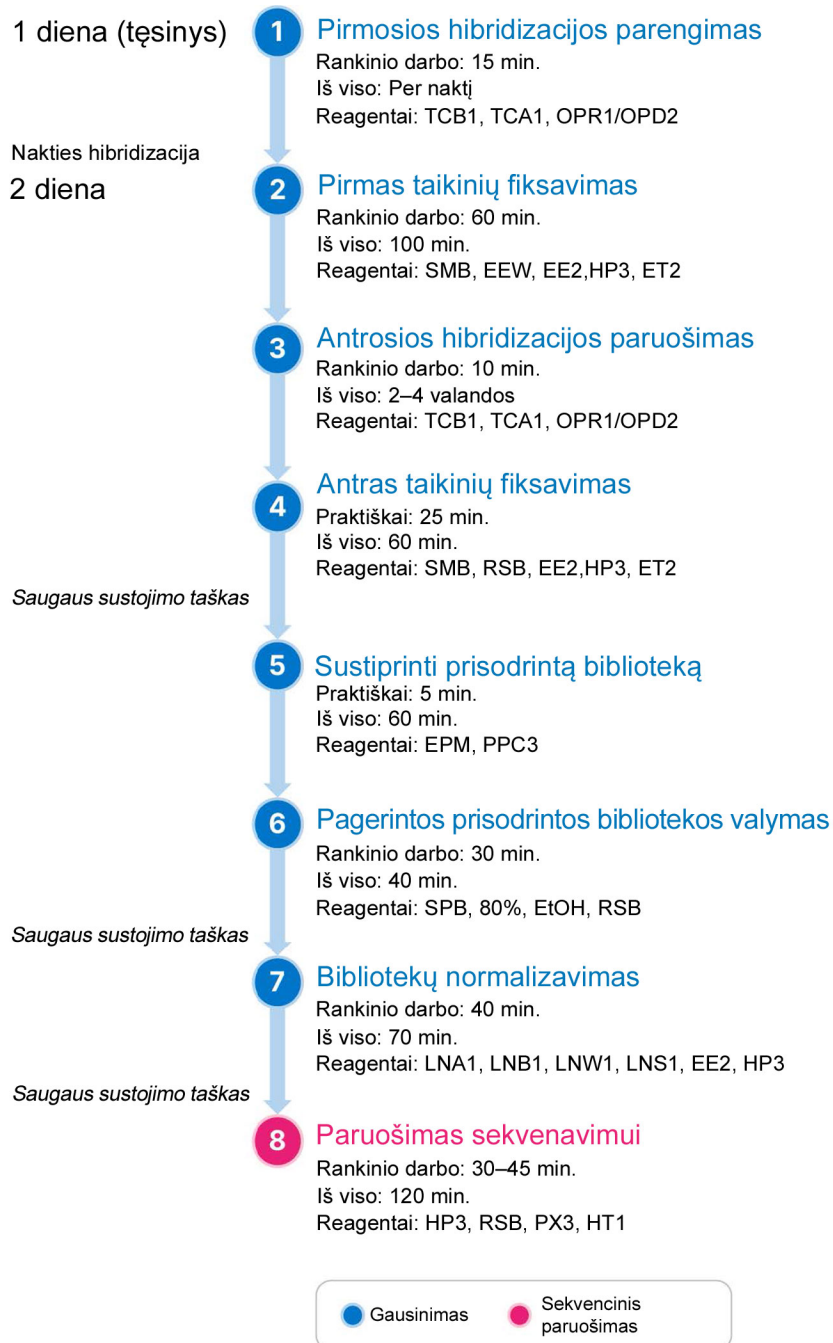 1 diena (tęsinys)
1
Pirmosios hibridizacijos parengimas
Rankinio darbo: 15 min.
Iš viso: Per naktį
Reagentai: TCB1, TCA1, OPR1/OPD2
Nakties hibridizacija
2 diena
2
Pirmas taikinių fiksavimas
Rankinio darbo: 60 min.
Iš viso: 100 min.
Reagentai: SMB, EEW, EE2,HP3, ET2
3
Antrosios hibridizacijos paruošimas
Rankinio darbo: 10 min.
Iš viso: 2–4 valandos
Reagentai: TCB1, TCA1, OPR1/OPD2
4
Antras taikinių fiksavimas
Praktiškai: 25 min.
Iš viso: 60 min.
Reagentai: SMB, RSB, EE2,HP3, ET2
Saugaus sustojimo taškas
5
Sustiprinti prisodrintą biblioteką
Praktiškai: 5 min.
Iš viso: 60 min.
Reagentai: EPM, PPC3
6
Pagerintos prisodrintos bibliotekos valymas
Rankinio darbo: 30 min.
Iš viso: 40 min.
Reagentai: SPB, 80%, EtOH, RSB
Saugaus sustojimo taškas
7
Bibliotekų normalizavimas
Rankinio darbo: 40 min.
Iš viso: 70 min.
Reagentai: LNA1, LNB1, LNW1, LNS1, EE2, HP3
Saugaus sustojimo taškas
8
Paruošimas sekvenavimui
Rankinio darbo: 30–45 min.
Iš viso: 120 min.
Reagentai: HP3, RSB, PX3, HT1
Gausinimas
Sekvencinis
paruošimas